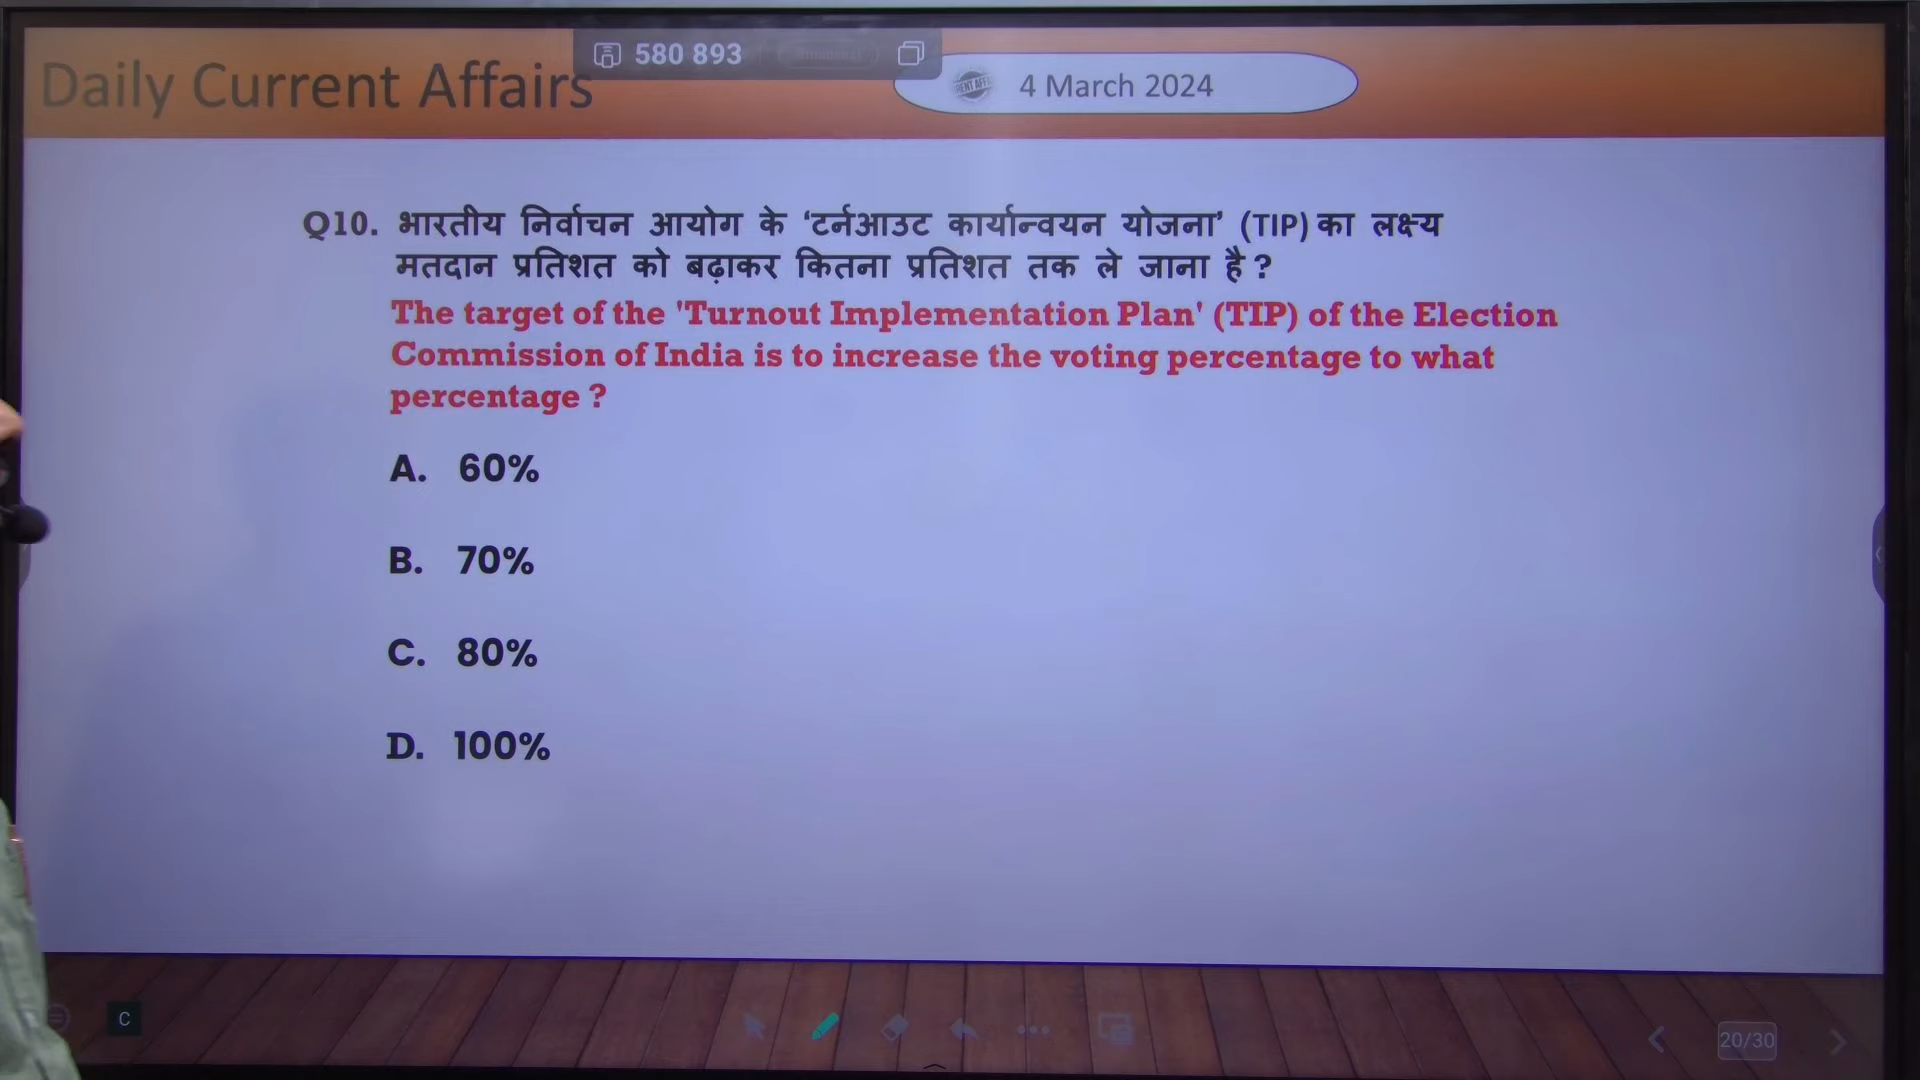 580 893
Daily Current Affairs
4 March 2024
Q10. भारतीय निर्वाचन आयोग के ‘टर्नआउट कार्यान्वयन योजना’ (TIP) का लक्ष्य
मतदान प्रतिशत को बढ़ाकर कितना प्रतिशत तक ले जाना है ?
The target of the 'Turnout Implementation Plan' (TIP) of the Election
Commission of India is to increase the voting percentage to what
percentage ?
A. 60%
B. 70%
C. 80%
D. 100%
C
20/30